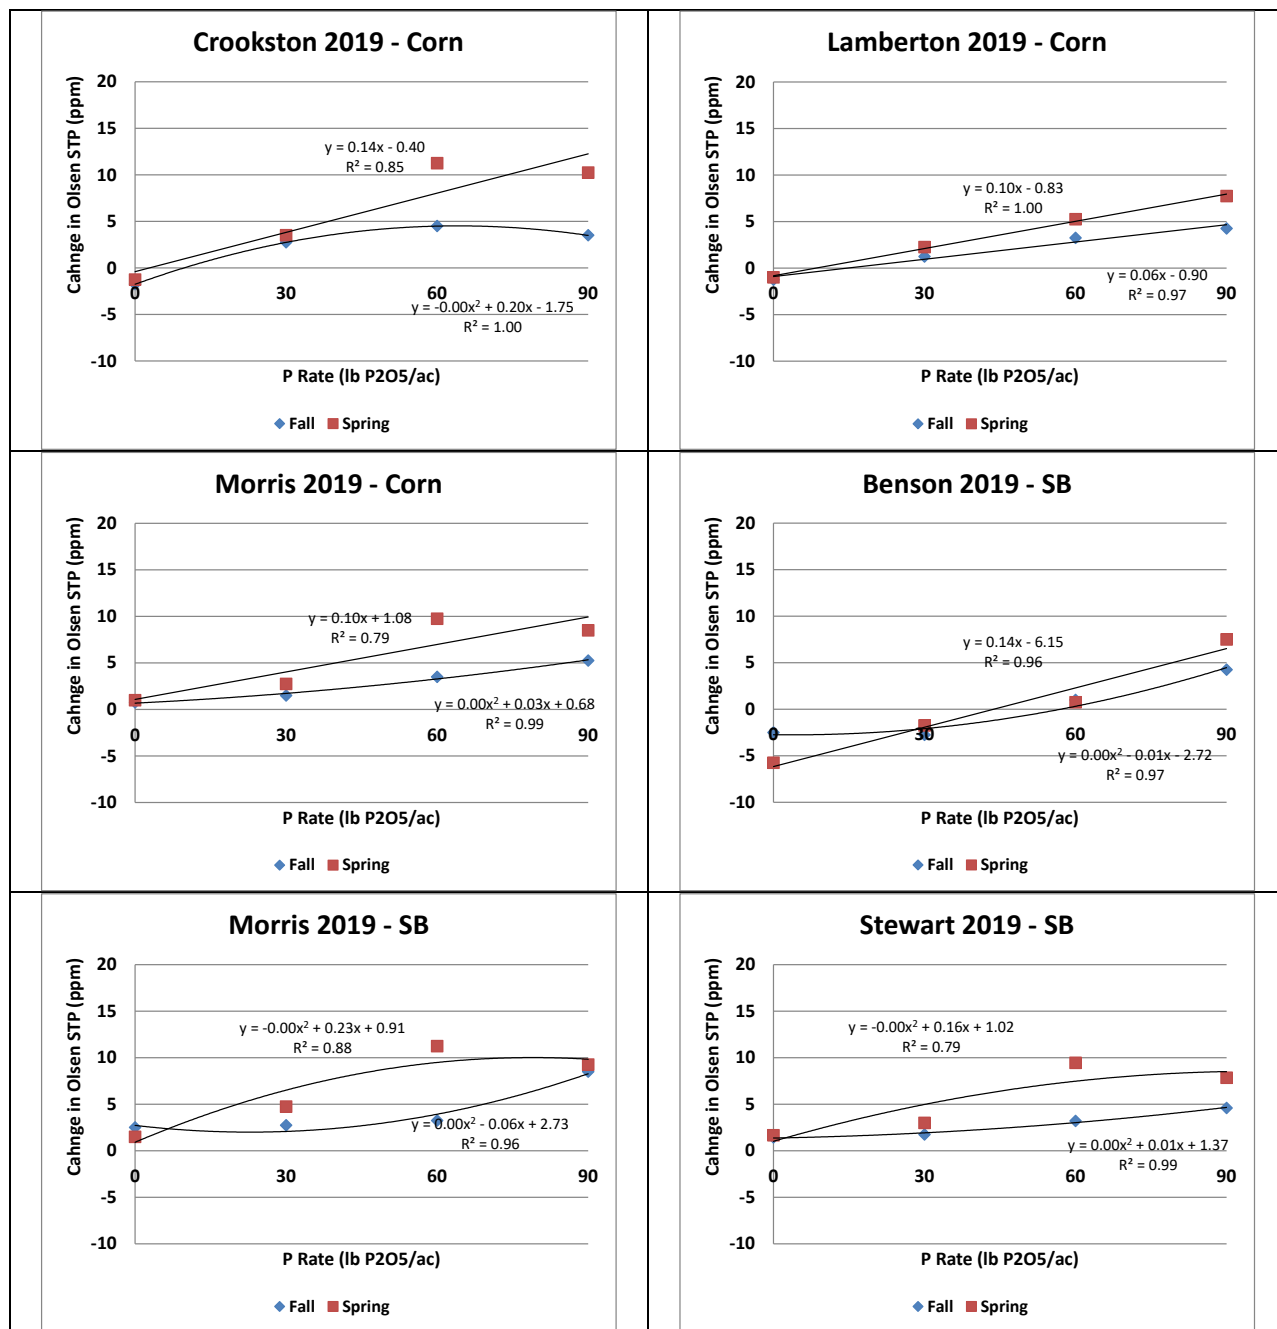 Crookston 2019 - Corn
Cahnge in Olsen STP (ppm)
20
15
10
5
0
-5
-10
y = 0.14x - 0.40
R² = 0.85
y = -0.00x² + 0.20x - 1.75
R² = 1.00
0 30 60 90
P Rate (lb P2O5/ac)
Fall Spring
Lamberton 2019 - Corn
Cahnge in Olsen STP (ppm)
20
15
10
5
0
-5
-10
y = 0.10x - 0.83
R² = 1.00
y = 0.06x - 0.90
R² = 0.97
0 30 60 90
P Rate (lb P2O5/ac)
Fall Spring
Morris 2019 - Corn
Cahnge in Olsen STP (ppm)
20
15
10
5
0
-5
-10
y = 0.10x + 1.08
R² = 0.79
y = 0.00x² + 0.03x + 0.68
R² = 0.99
0 30 60 90
P Rate (lb P2O5/ac)
Fall Spring
Benson 2019 - SB
Cahnge in Olsen STP (ppm)
20
15
10
5
0
-5
-10
y = 0.14x - 6.15
R² = 0.96
y = 0.00x² - 0.01x - 2.72
R² = 0.97
0 30 60 90
P Rate (lb P2O5/ac)
Fall Spring
Morris 2019 - SB
Cahnge in Olsen STP (ppm)
20
15
10
5
0
-5
-10
y = -0.00x² + 0.23x + 0.91
R² = 0.88
y = 0.00x² - 0.06x + 2.73
R² = 0.96
0 30 60 90
P Rate (lb P2O5/ac)
Fall Spring
Stewart 2019 - SB
Cahnge in Olsen STP (ppm)
20
15
10
5
0
-5
-10
y = -0.00x² + 0.16x + 1.02
R² = 0.79
y = 0.00x² + 0.01x + 1.37
R² = 0.99
0 30 60 90
P Rate (lb P2O5/ac)
Fall Spring